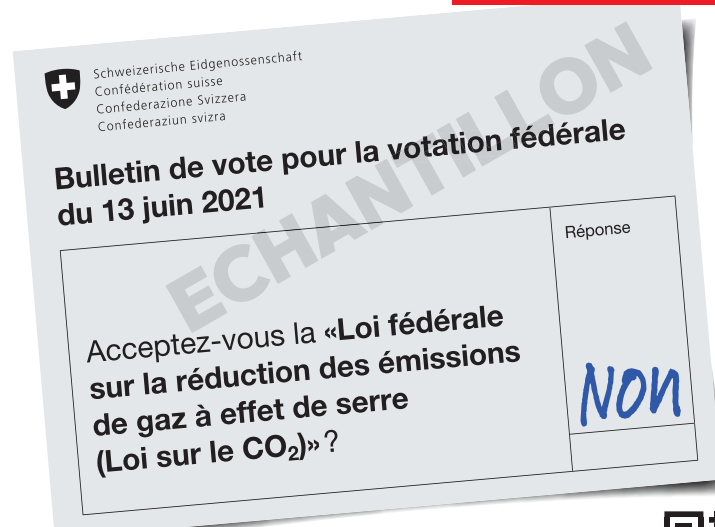 Schweizerische Eidgenossenschaft
Confédération suisse
Confederazione Svizzera
Confederaziun svizra
Bulletin de vote pour la votation fédérale
du 13 juin 2021
ECHANTILLON
Réponse
Acceptez-vous la «Loi fédérale
sur la réduction des émissions
de gaz à effet de serre
(Loi sur le CO₂)»?
Non